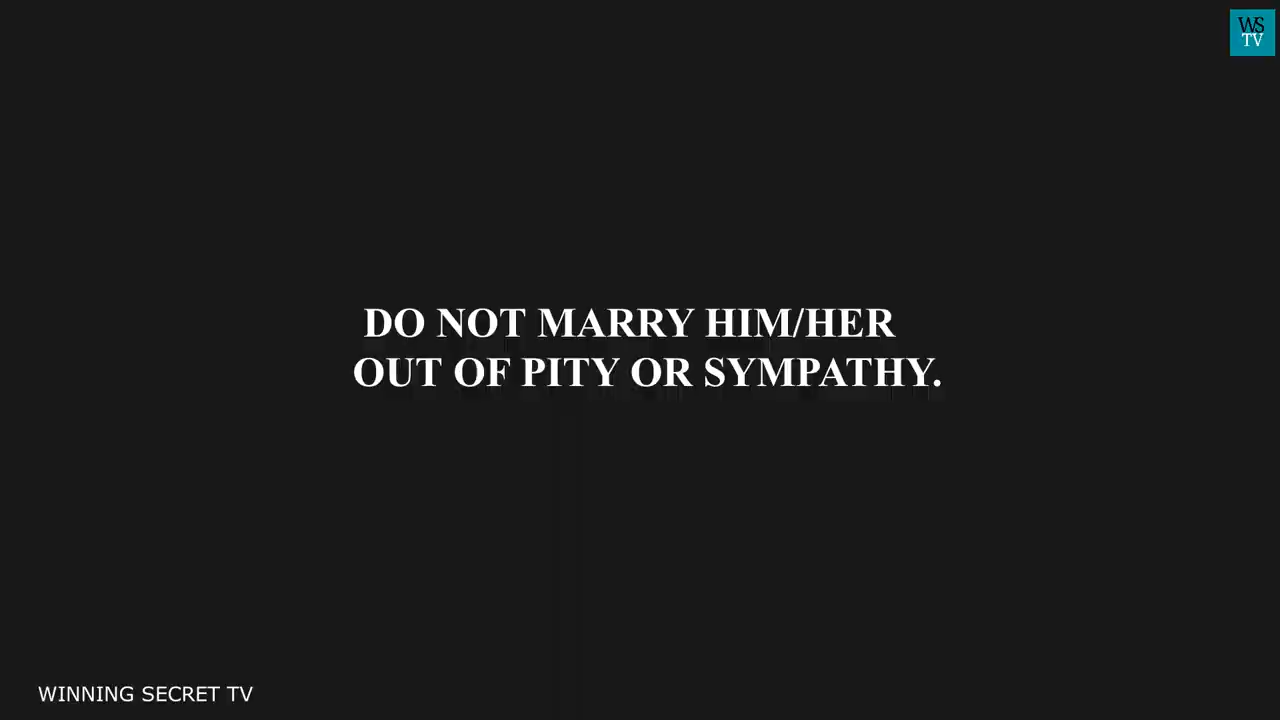 WS
TV
DO NOT MARRY HIM/HER
OUT OF PITY OR SYMPATHY.
WINNING SECRET TV